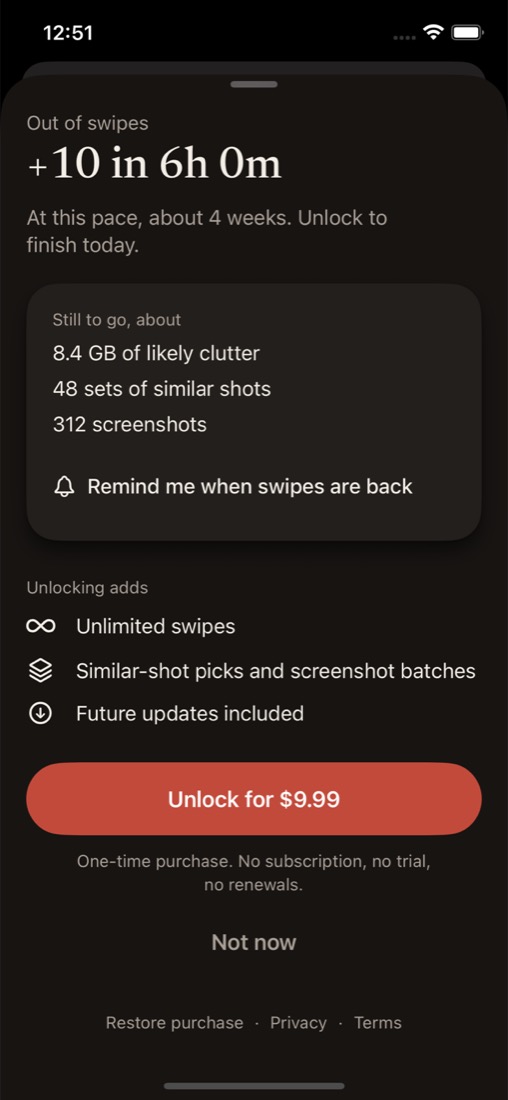 12:51
Out of swipes
+10 in 6h 0m
At this pace, about 4 weeks. Unlock to
finish today.
Still to go, about
8.4 GB of likely clutter
48 sets of similar shots
312 screenshots
Remind me when swipes are back
Unlocking adds
Unlimited swipes
Similar-shot picks and screenshot batches
Future updates included
Unlock for $9.99
One-time purchase. No subscription, no trial,
no renewals.
Not now
Restore purchase · Privacy · Terms